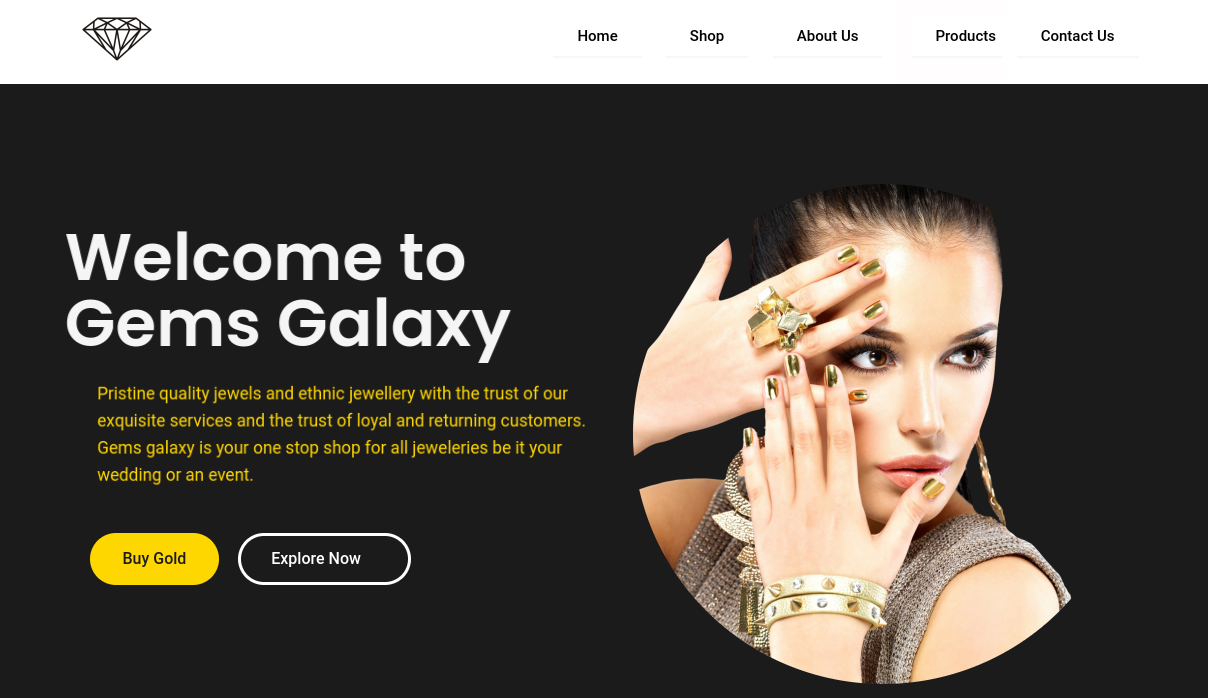 Home Shop About Us Products Contact Us
Welcome to
Gems Galaxy
Pristine quality jewels and ethnic jewellery with the trust of our
exquisite services and the trust of loyal and returning customers.
Gems galaxy is your one stop shop for all jeweleries be it your
wedding or an event.
Buy Gold Explore Now